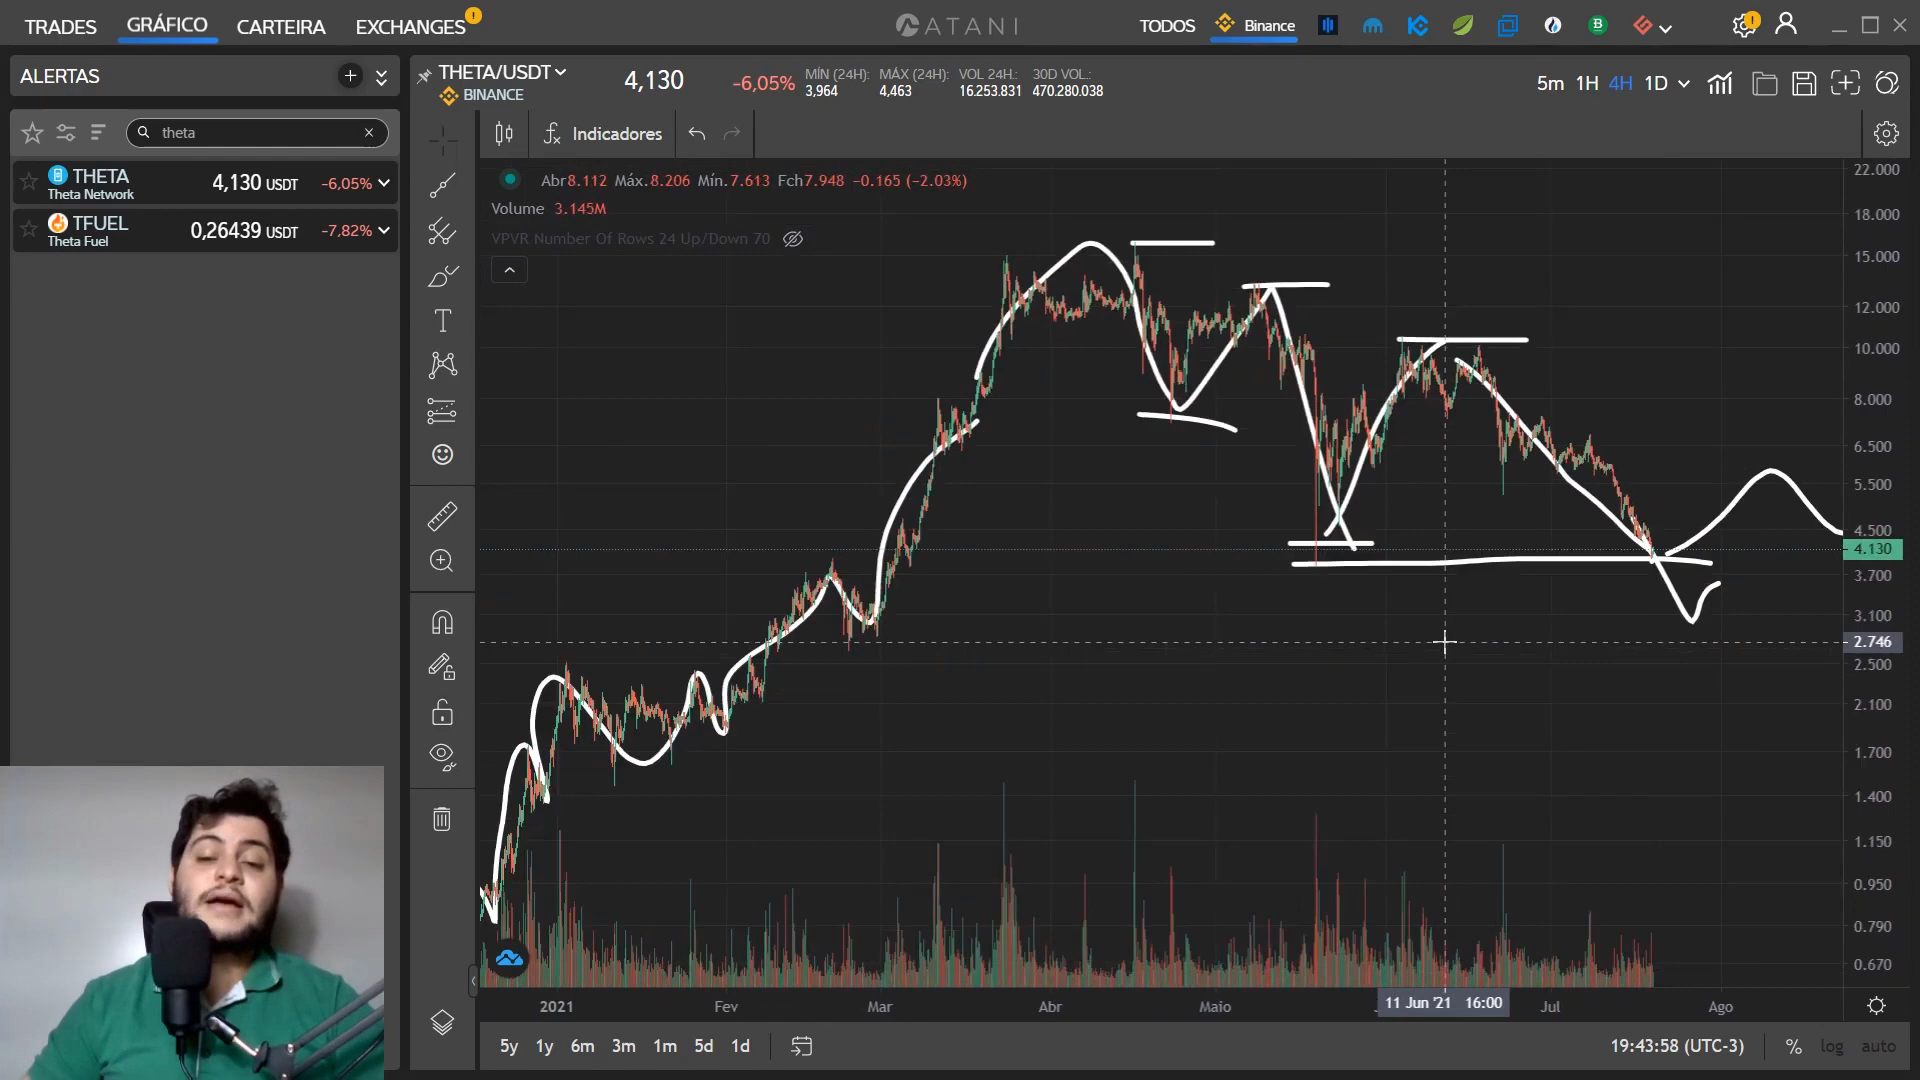 TRADES GRÁFICO CARTEIRA EXCHANGES ATANI TODOS Binance
ALERTAS
theta
THETA 4,130 USDT -6,05%
Theta Network
TFUEL 0,26439 USDT -7,82%
Theta Fuel
THETA/USDT 4,130 -6,05% MÍN (24H): MÁX (24H): VOL 24H.: 30D VOL.: 5m 1H 4H 1D
BINANCE 3,964 4,463 16.253.831 470.280.038
Indicadores
Abr8.112 Máx.8.206 Mín.7.613 Fch7.948 -0.165 (-2.03%)
Volume 3.145M
VPVR Number Of Rows 24 Up/Down 70
22.000
18.000
15.000
12.000
10.000
8.000
6.500
5.500
4.500
4.130
3.700
3.100
2.746
2.500
2.100
1.700
1.400
1.150
0.950
0.790
0.670
2021 Fev Mar Abr Maio 11 Jun '21 16:00 Jul Ago
5y 1y 6m 3m 1m 5d 1d 19:43:58 (UTC-3) % log auto